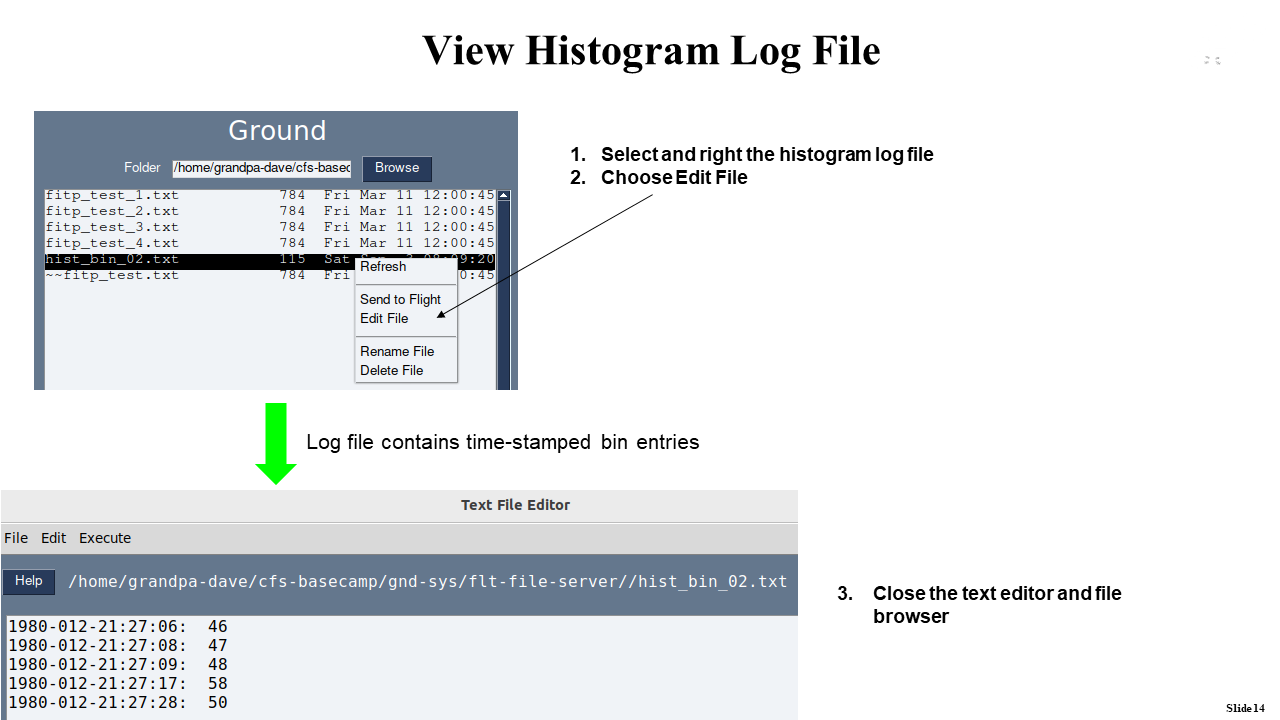 View Histogram Log File
Ground
Folder /home/grandpa-dave/cfs-basec Browse
fitp_test_1.txt 784 Fri Mar 11 12:00:45
fitp_test_2.txt 784 Fri Mar 11 12:00:45
fitp_test_3.txt 784 Fri Mar 11 12:00:45
fitp_test_4.txt 784 Fri Mar 11 12:00:45
hist_bin_02.txt 115 Sat 9:20
~~fitp_test.txt 784 Fri 0:45
Refresh
Send to Flight
Edit File
Rename File
Delete File
1. Select and right the histogram log file
2. Choose Edit File
Log file contains time-stamped bin entries
Text File Editor
File Edit Execute
Help /home/grandpa-dave/cfs-basecamp/gnd-sys/flt-file-server//hist_bin_02.txt
1980-012-21:27:06: 46
1980-012-21:27:08: 47
1980-012-21:27:09: 48
1980-012-21:27:17: 58
1980-012-21:27:28: 50
3. Close the text editor and file
browser
Slide 14